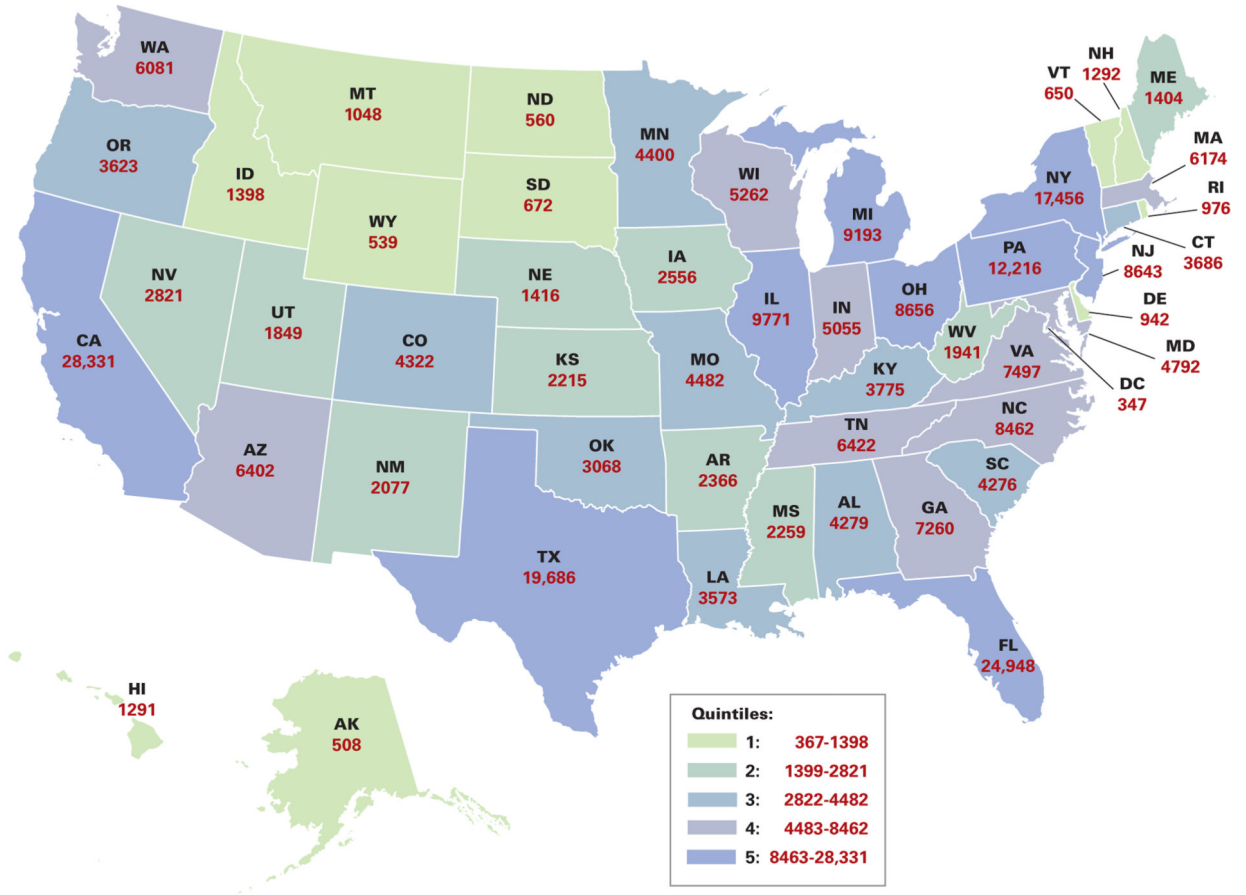 WA
6081
OR
3623
CA
28,331
NV
2821
ID
1398
MT
1048
WY
539
UT
1849
AZ
6402
CO
4322
NM
2077
ND
560
SD
672
NE
1416
KS
2215
OK
3068
TX
19,686
MN
4400
IA
2556
MO
4482
AR
2366
LA
3573
WI
5262
IL
9771
MI
9193
IN
5055
OH
8656
KY
3775
TN
6422
MS
2259
AL
4279
GA
7260
FL
24,948
SC
4276
NC
8462
VA
7497
WV
1941
PA
12,216
NY
17,456
VT
650
NH
1292
ME
1404
MA
6174
RI
976
CT
3686
NJ
8643
DE
942
MD
4792
DC
347
HI
1291
AK
508
Quintiles:
1: 367-1398
2: 1399-2821
3: 2822-4482
4: 4483-8462
5: 8463-28,331